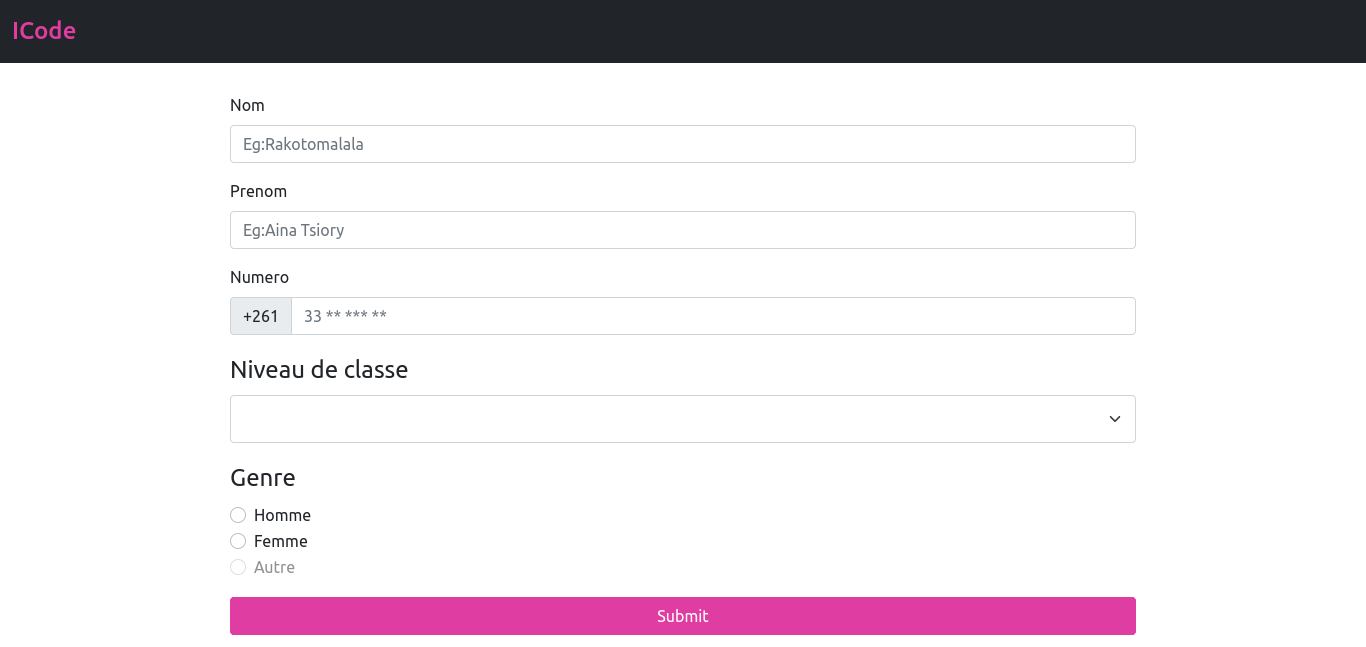 ICode
Nom
Eg:Rakotomalala
Prenom
Eg:Aina Tsiory
Numero
+261 33 ** *** **
Niveau de classe
Genre
Homme
Femme
Autre
Submit